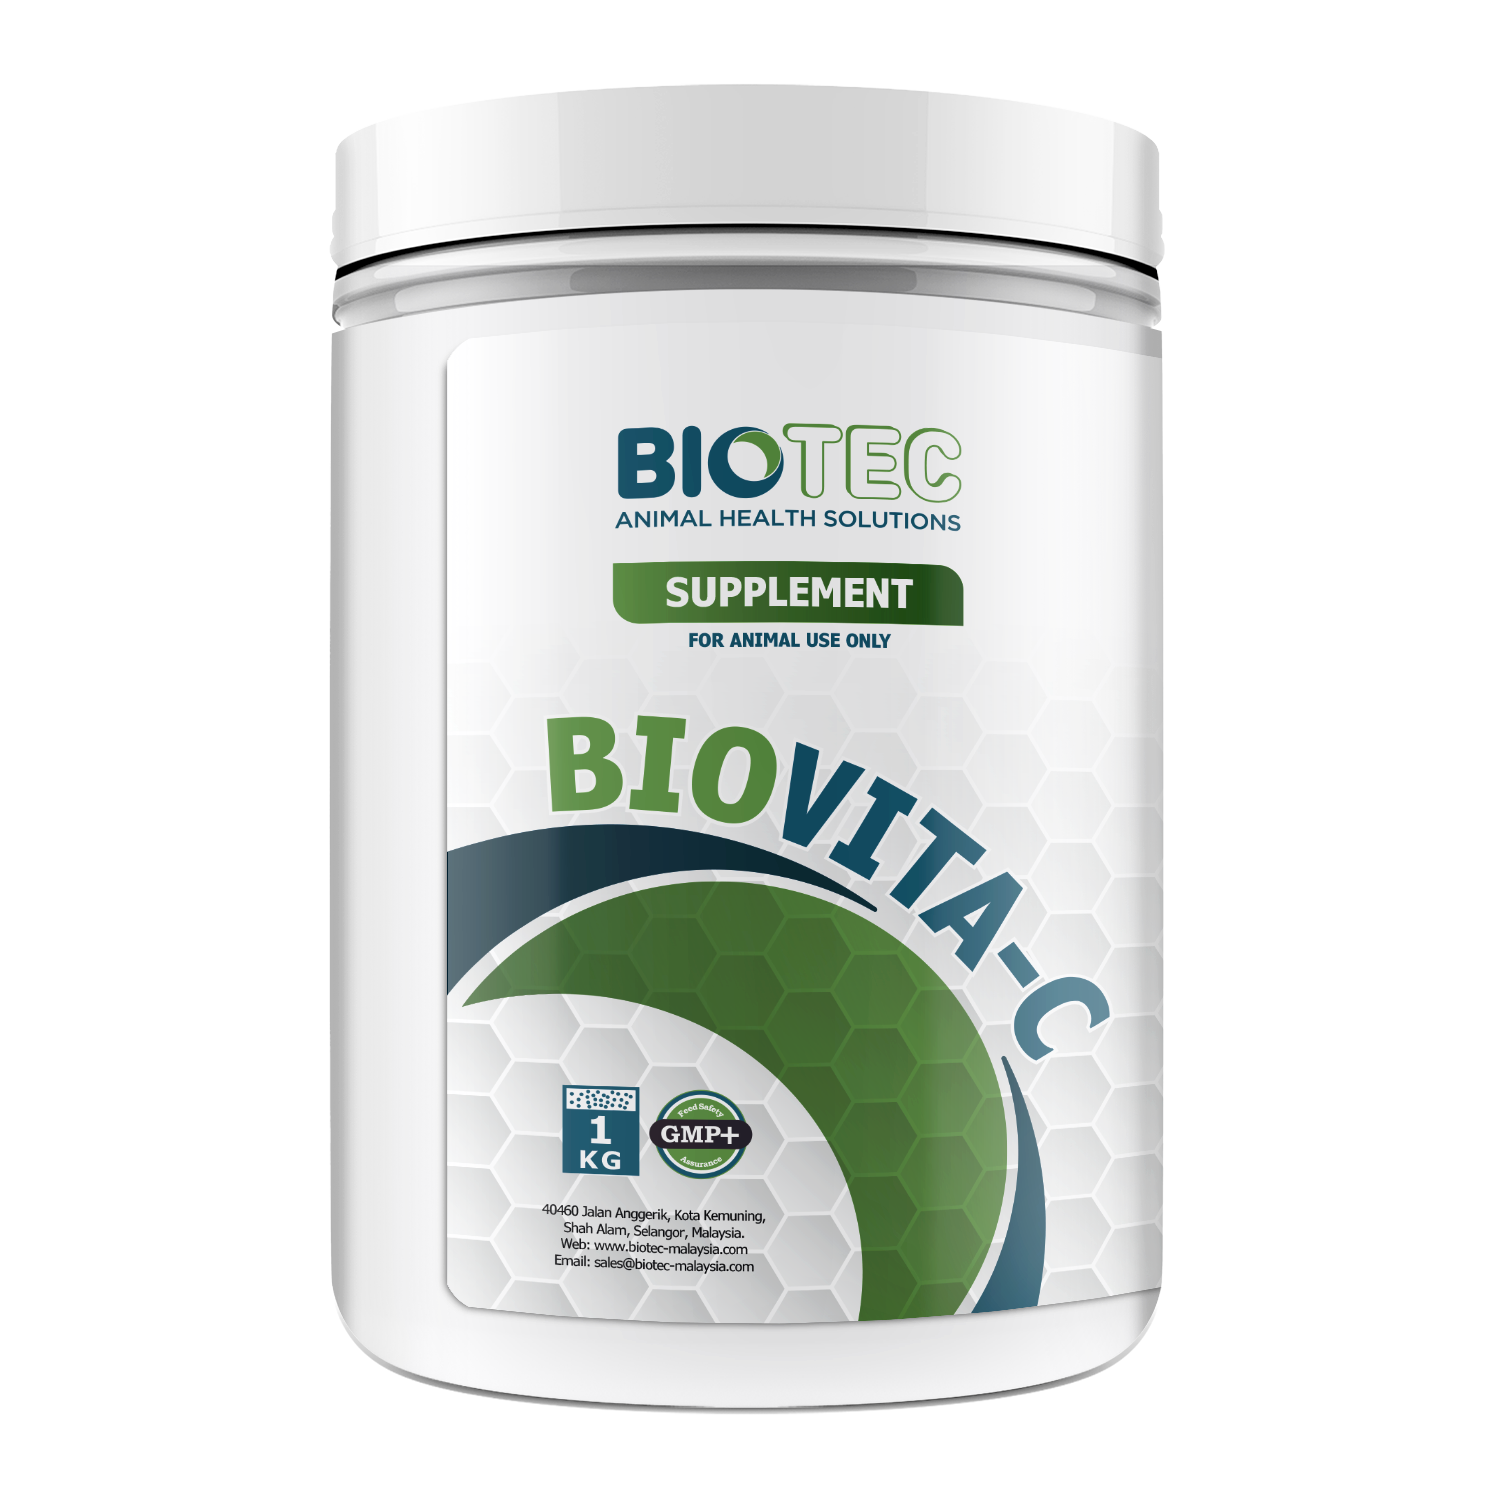 BIOTEC
ANIMAL HEALTH SOLUTIONS
SUPPLEMENT
FOR ANIMAL USE ONLY
BIOVITA-C
1
KG
Feed Safety
GMP+
Assurance
40460 Jalan Anggerik, Kota Kemuning,
Shah Alam, Selangor, Malaysia.
Web: www.biotec-malaysia.com
Email: sales@biotec-malaysia.com